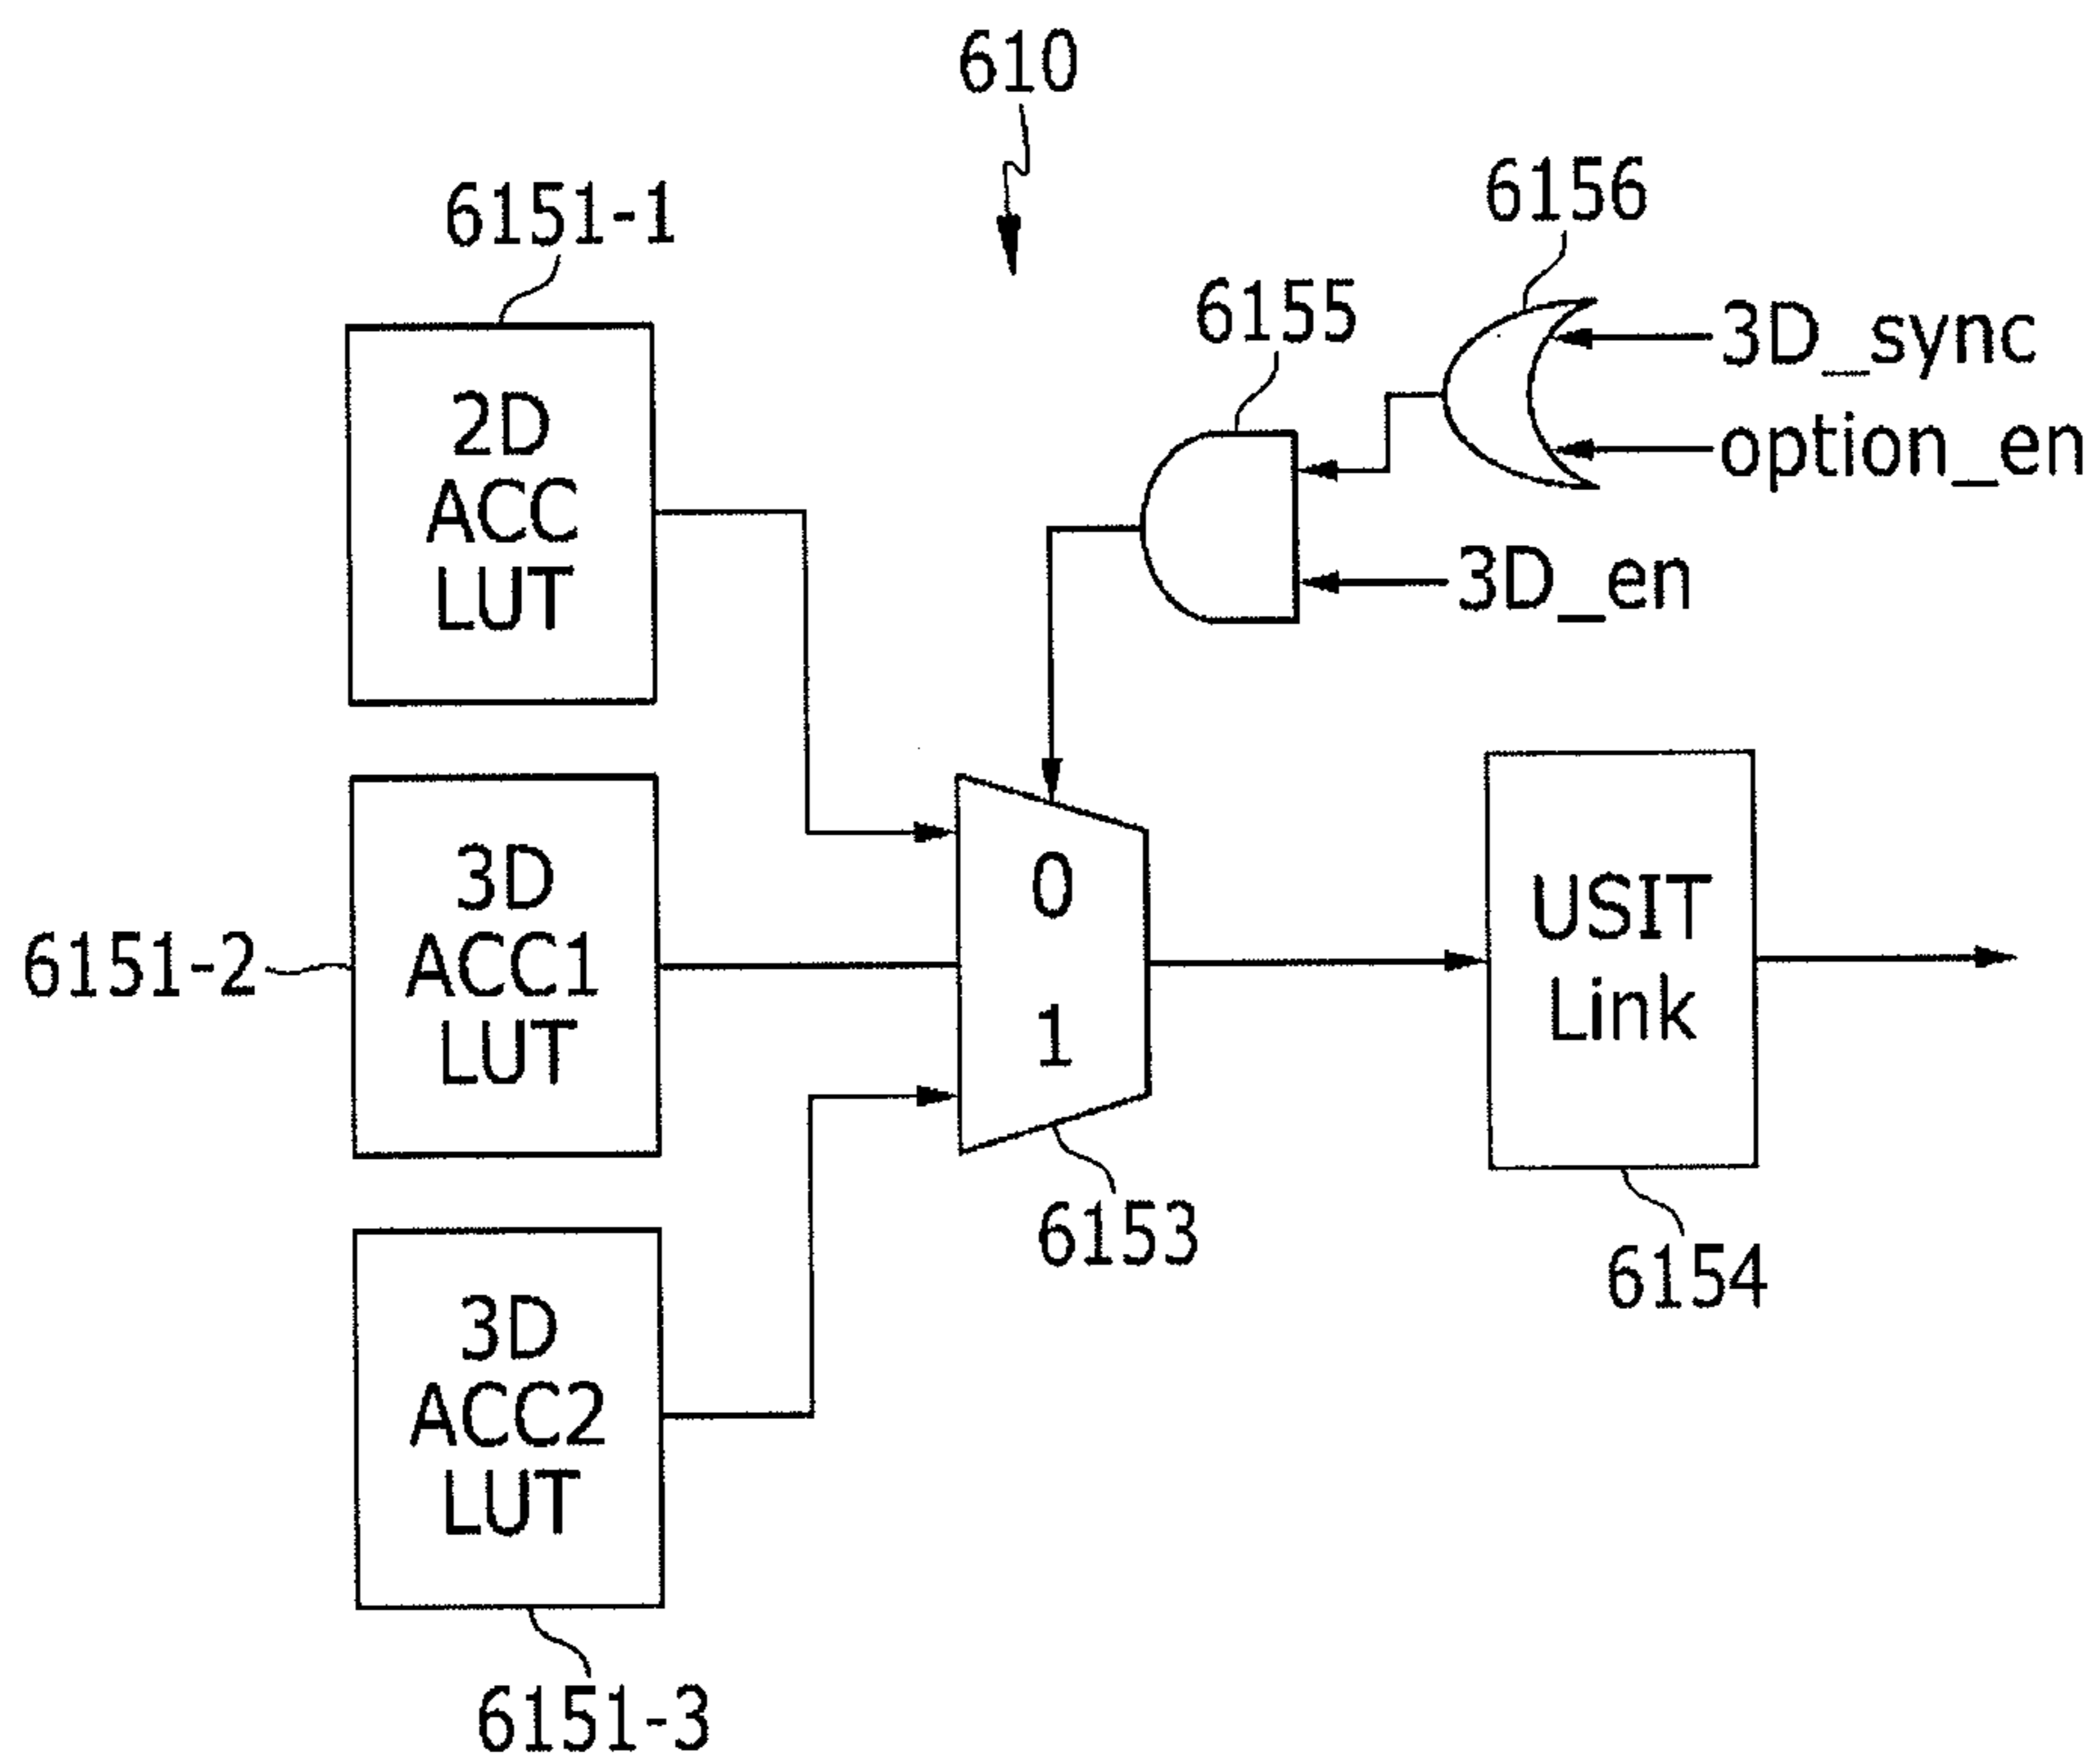 610
6151-1
6156
6155
3D_sync
option_en
3D_en
2D
ACC
LUT
6151-2
3D
ACC1
LUT
0
1
USIT
Link
6153
6154
3D
ACC2
LUT
6151-3